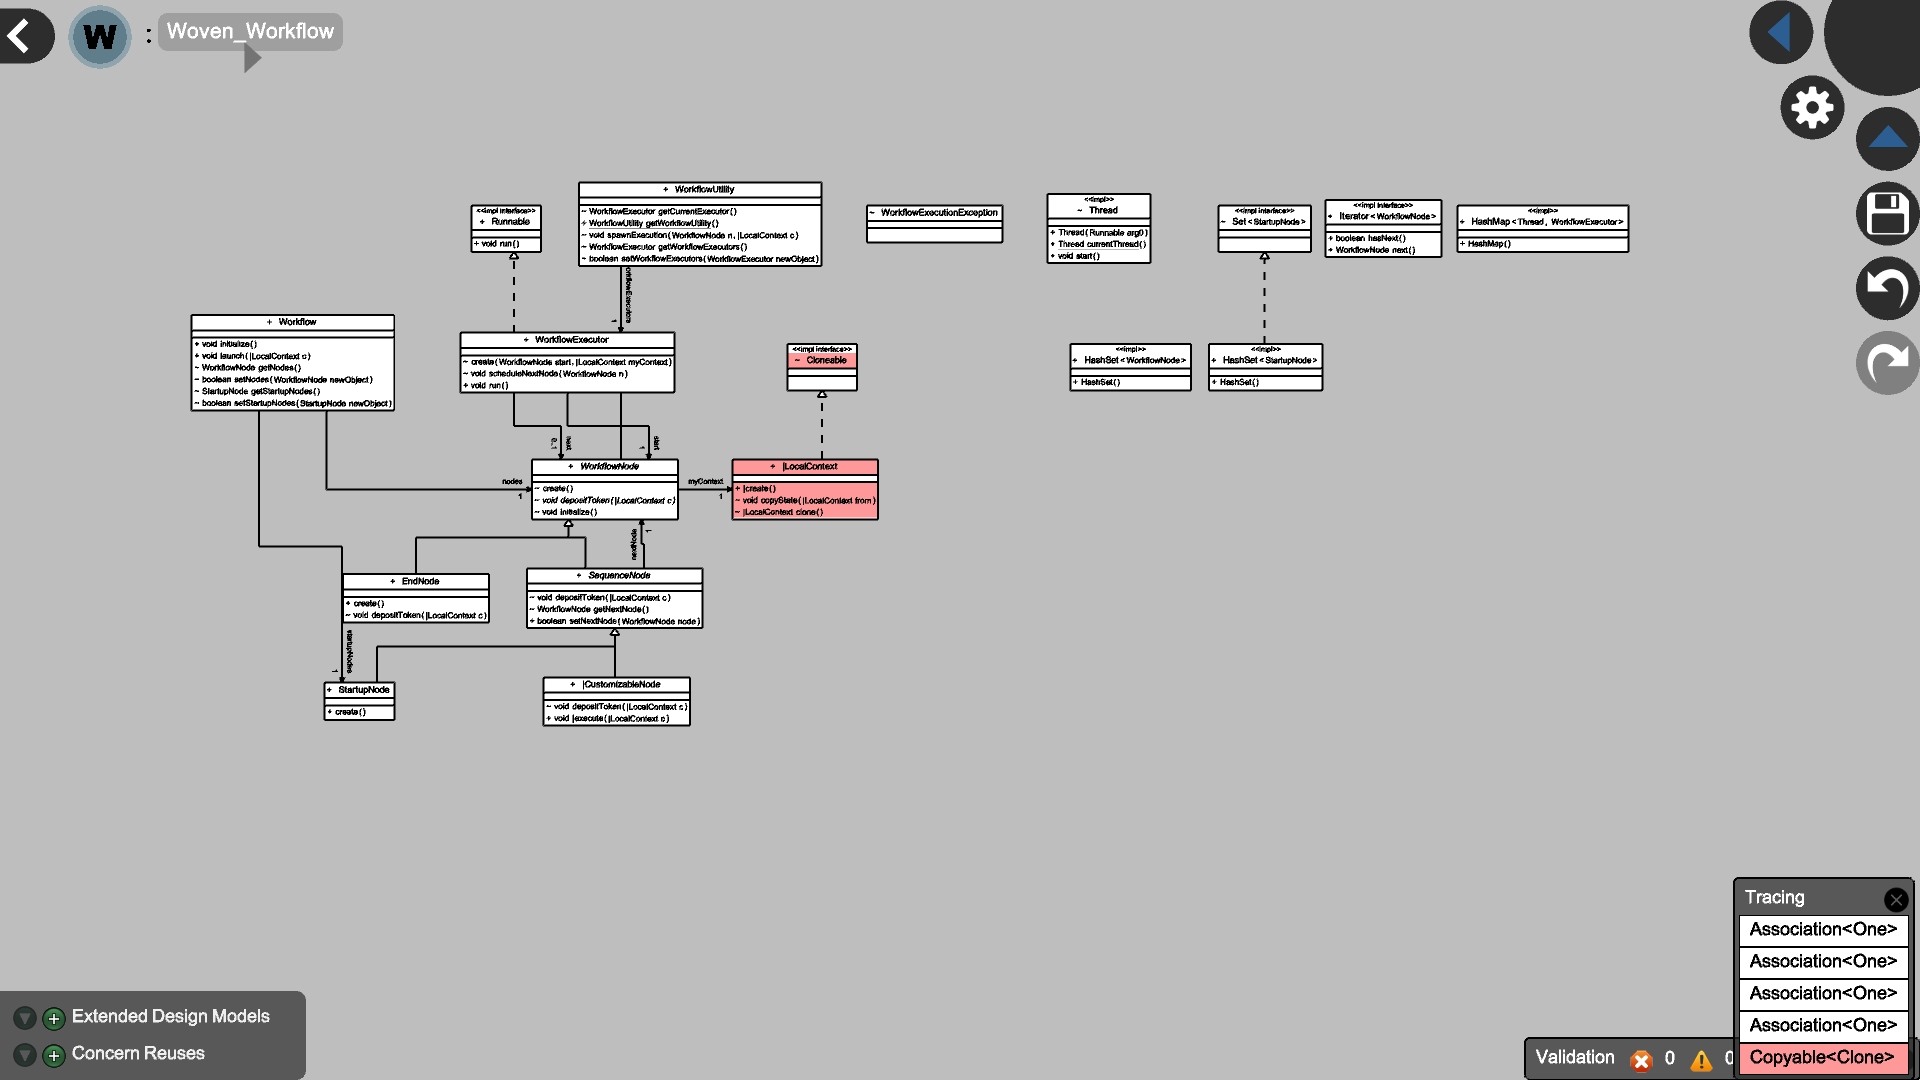 W : Woven_Workflow
+ WorkflowUtility
~ WorkflowExecutor getCurrentExecutor()
+ WorkflowUtility getWorkflowUtility()
~ void spawnExecution(WorkflowNode n, |LocalContext c)
~ WorkflowExecutor getWorkflowExecutors()
~ boolean setWorkflowExecutors(WorkflowExecutor newObject)
<<impl interface>>
+ Runnable
+ void run()
~ WorkflowExecutionException
<<impl>>
~ Thread
+ Thread(Runnable arg0)
+ Thread currentThread()
+ void start()
<<impl interface>>
~ Set<StartupNode>
<<impl interface>>
+ Iterator<WorkflowNode>
+ boolean hasNext()
+ WorkflowNode next()
<<impl>>
+ HashMap<Thread, WorkflowExecutor>
+ HashMap()
1
+ Workflow
+ void initialize()
+ void launch(|LocalContext c)
~ WorkflowNode getNodes()
~ boolean setNodes(WorkflowNode newObject)
~ StartupNode getStartupNodes()
~ boolean setStartupNodes(StartupNode newObject)
+ WorkflowExecutor
~ create(WorkflowNode start, |LocalContext myContext)
~ void scheduleNextNode(WorkflowNode n)
+ void run()
<<impl interface>>
~ Cloneable
<<impl>>
+ HashSet<WorkflowNode>
+ HashSet()
<<impl>>
+ HashSet<StartupNode>
+ HashSet()
0..1
next
1
start
+ WorkflowNode
~ create()
~ void depositToken(|LocalContext c)
~ void initialize()
nodes
1
myContext
1
+ |LocalContext
+ |create()
~ void copyState(|LocalContext from)
~ |LocalContext clone()
nextNode
1
+ EndNode
+ create()
~ void depositToken(|LocalContext c)
+ SequenceNode
~ void depositToken(|LocalContext c)
~ WorkflowNode getNextNode()
+ boolean setNextNode(WorkflowNode node)
startupNodes
1
+ StartupNode
+ create()
+ |CustomizableNode
~ void depositToken(|LocalContext c)
+ void |execute(|LocalContext c)
Tracing
Association<One>
Association<One>
Association<One>
Association<One>
Copyable<Clone>
Extended Design Models
Concern Reuses
Validation 0 0